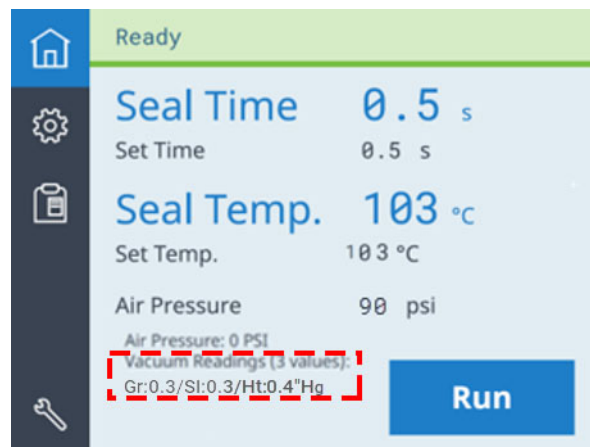 Ready
Seal Time 0.5 s
Set Time 0.5 s
Seal Temp. 103 °C
Set Temp. 103 °C
Air Pressure 90 psi
Air Pressure: 0 PSI
Vacuum Readings (3 values):
Gr:0.3/Sl:0.3/Ht:0.4"Hg
Run